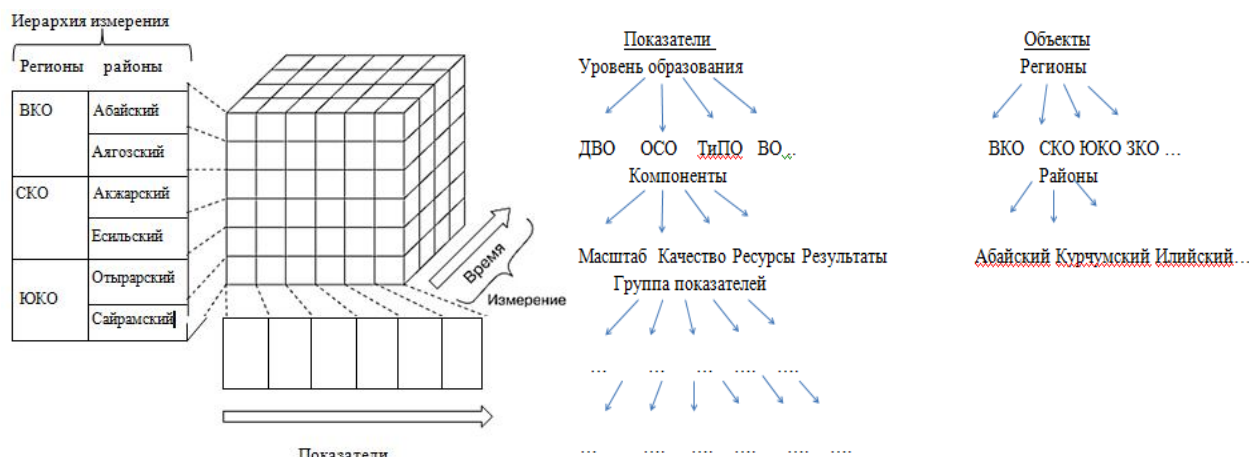 Иерархия измерения
Регионы районы
ВКО Абайский
Аягозский
СКО Акжарский
Есильский
ЮКО Отырарский
Сайрамский
Время
Измерение
Показатели
Показатели
Уровень образования
ДВО ОСО ТиПО ВО...
Компоненты
Масштаб Качество Ресурсы Результаты
Группа показателей
... ... ... .... ....
... .... .... .... .... ....
Объекты
Регионы
ВКО СКО ЮКО ЗКО ...
Районы
Абайский Курчумский Илийский...